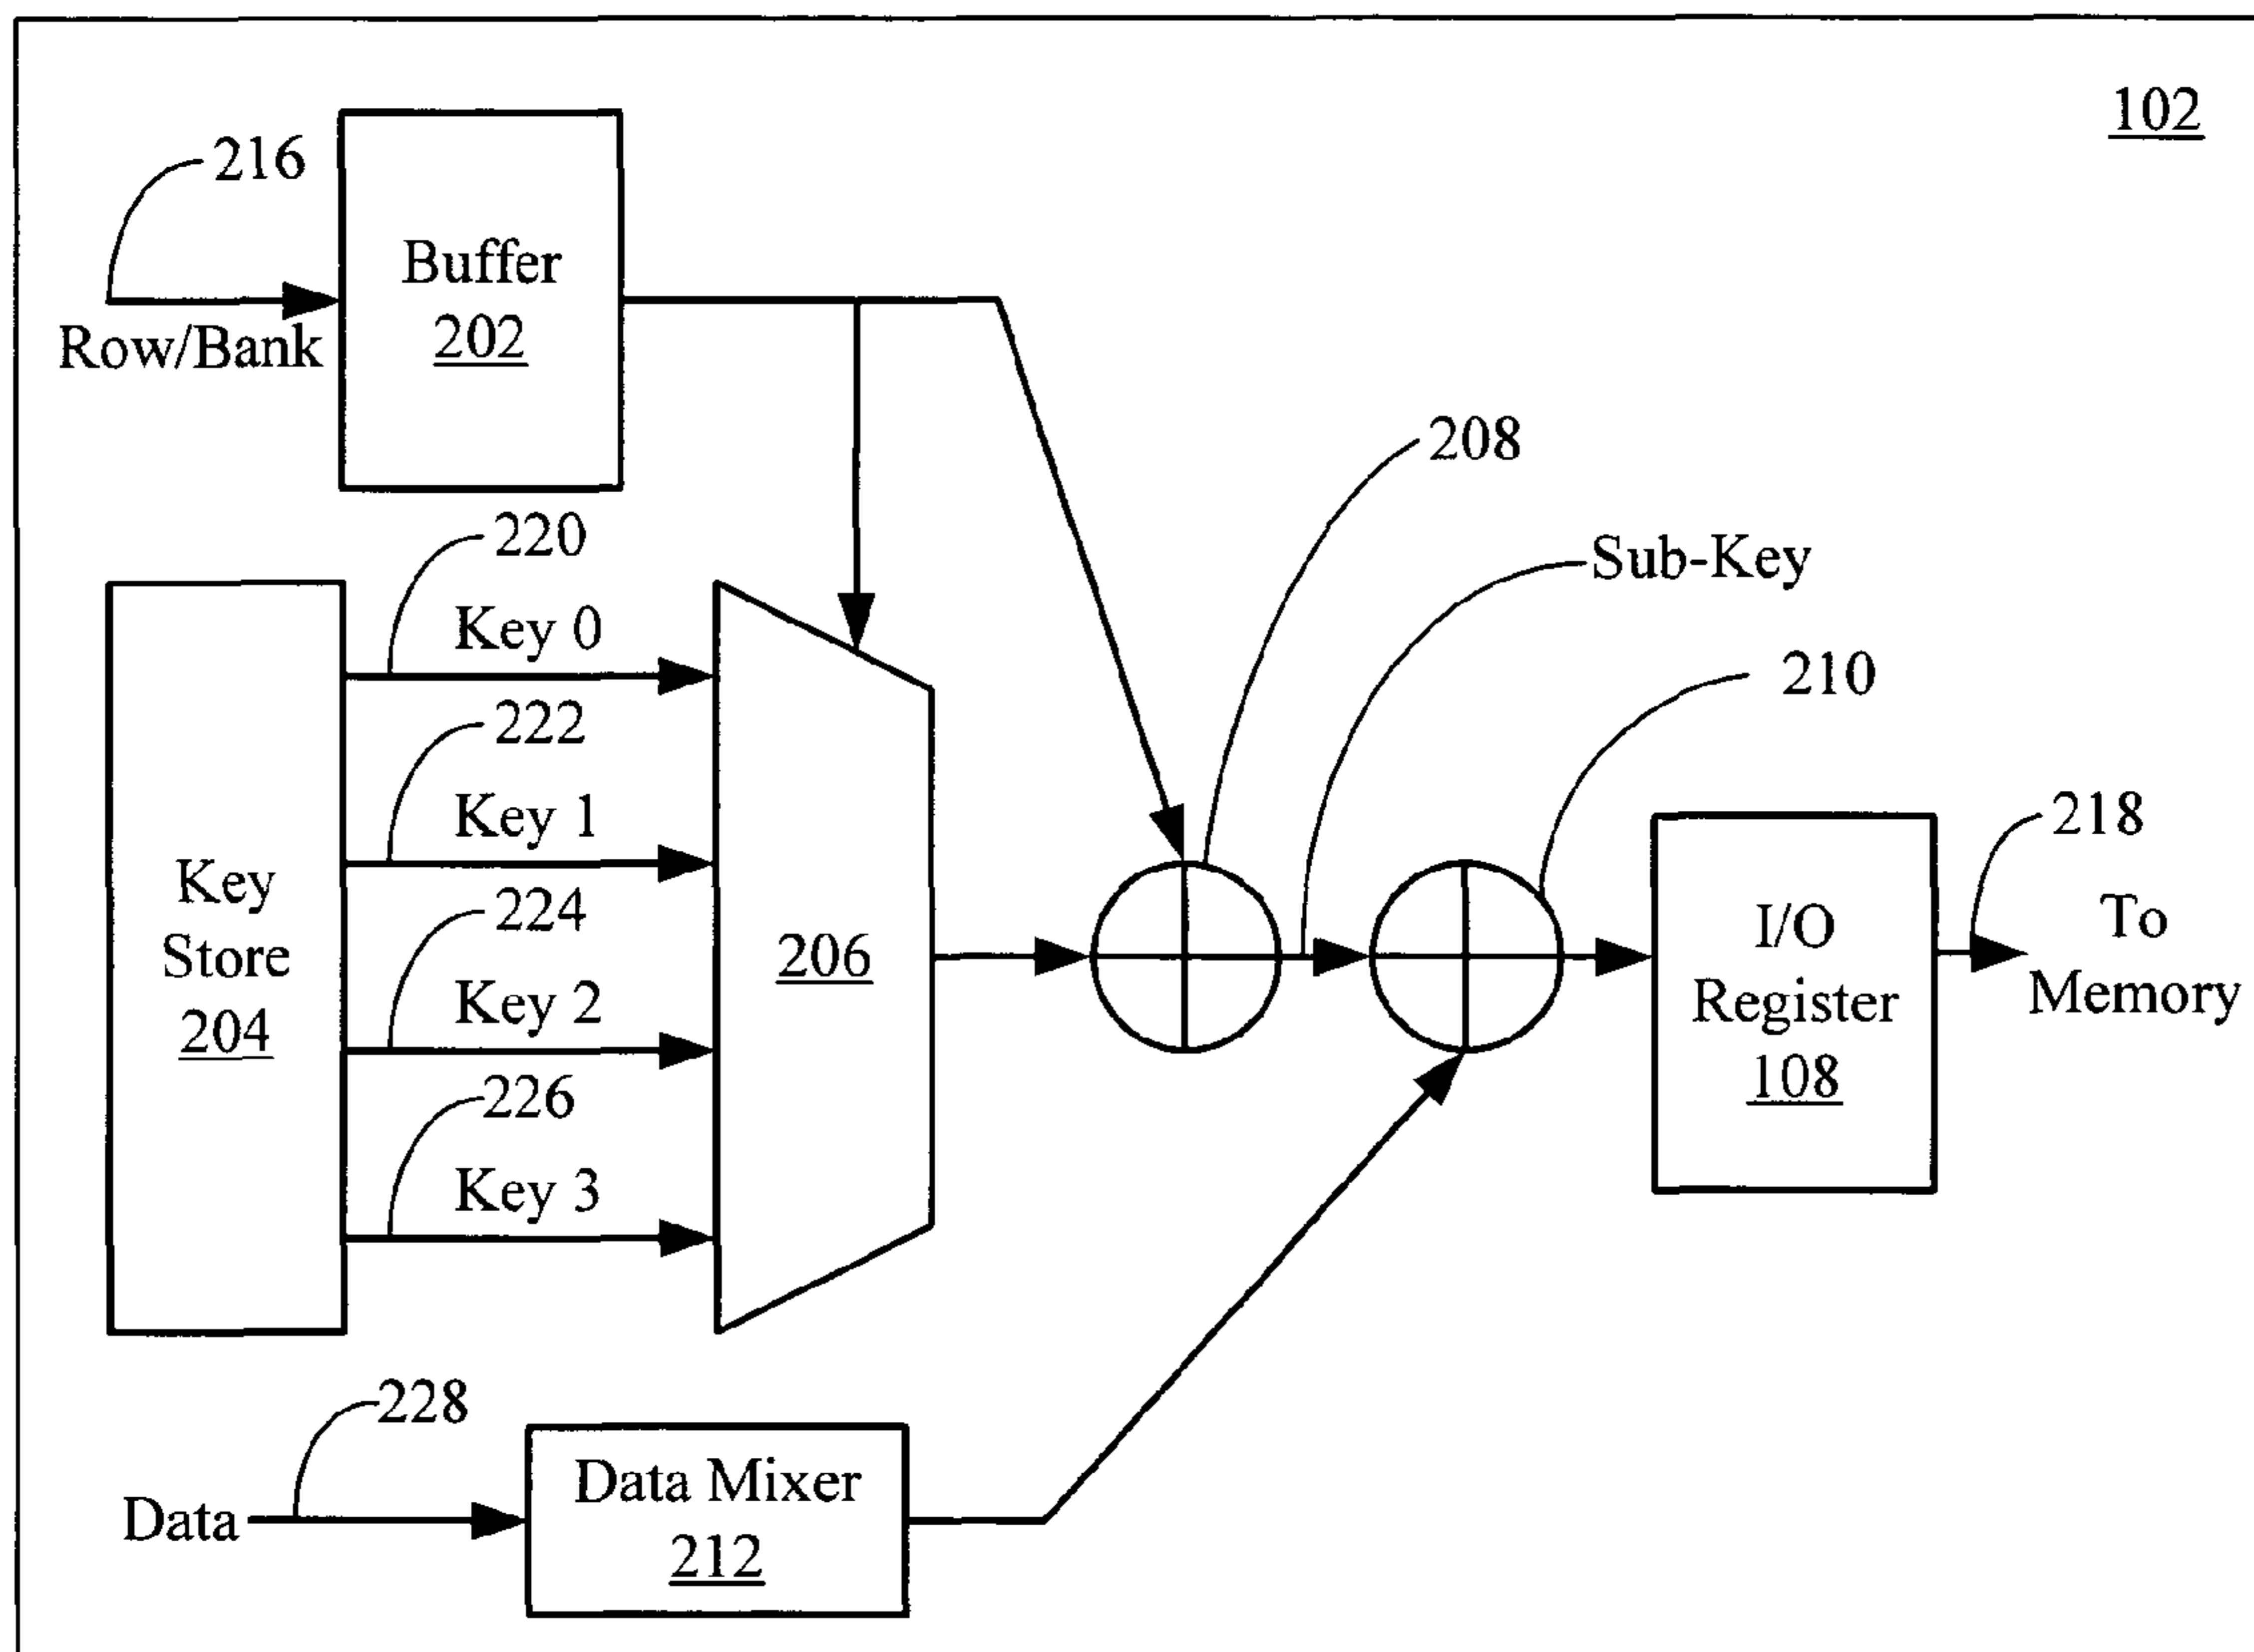 102
216
Buffer
202
Row/Bank
208
220
Sub-Key
Key 0
210
222
Key 1
218
Key
Store
204
224
206
I/O
Register
108
To
Memory
Key 2
226
Key 3
228
Data
Data Mixer
212